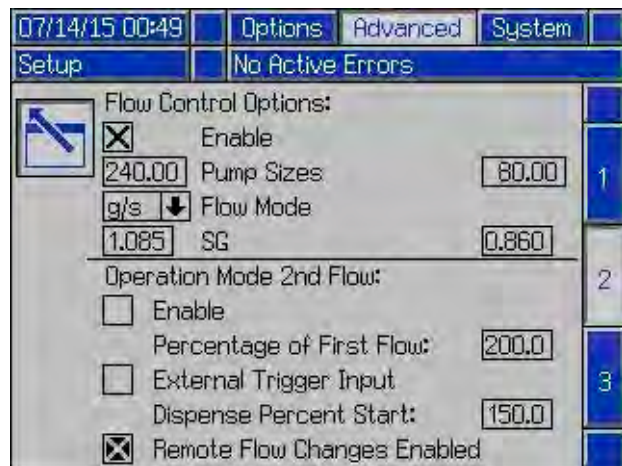 07/14/15 00:49 Options Advanced System
Setup No Active Errors
Flow Control Options:
Enable
240.00 Pump Sizes 80.00
g/s Flow Mode
1.085 SG 0.860
Operation Mode 2nd Flow:
Enable
Percentage of First Flow: 200.0
External Trigger Input
Dispense Percent Start: 150.0
Remote Flow Changes Enabled
1
2
3